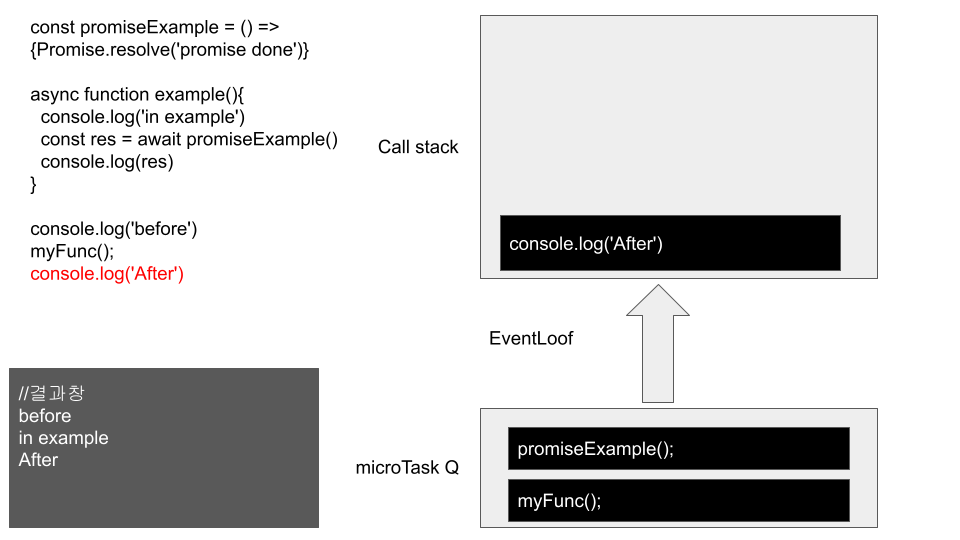 const promiseExample = () =>
{Promise.resolve('promise done')}
async function example(){
console.log('in example')
const res = await promiseExample()
console.log(res)
}
console.log('before')
myFunc();
console.log('After')
Call stack
console.log('After')
EventLoof
//결과창
before
in example
After
microTask Q
promiseExample();
myFunc();